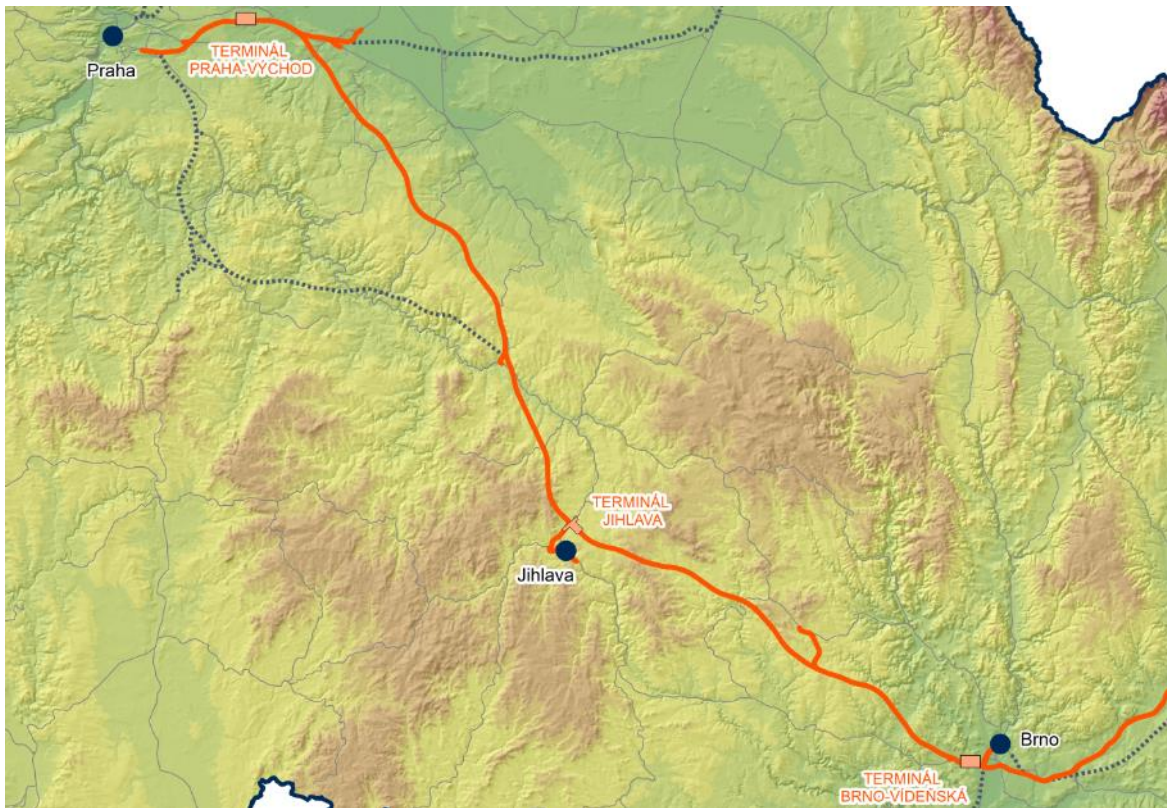 TERMINÁL
PRAHA-VÝCHOD
Praha
TERMINÁL
JIHLAVA
Jihlava
Brno
TERMINÁL
BRNO-VÍDEŇSKÁ